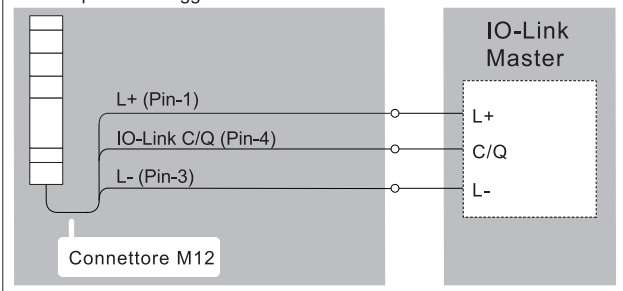 IO-Link
Master
L+ (Pin-1)
L+
IO-Link C/Q (Pin-4)
C/Q
L- (Pin-3)
L-
Connettore M12